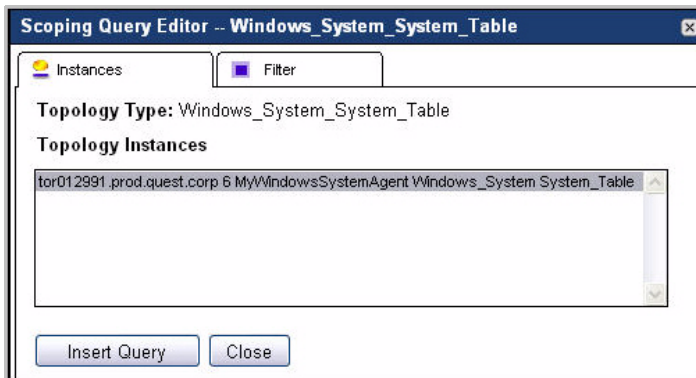 Scoping Query Editor -- Windows_System_System_Table
Instances
Filter
Topology Type: Windows_System_System_Table
Topology Instances
tor012991.prod.quest.corp 6 MyWindowsSystemAgent Windows_System System_Table
Insert Query
Close